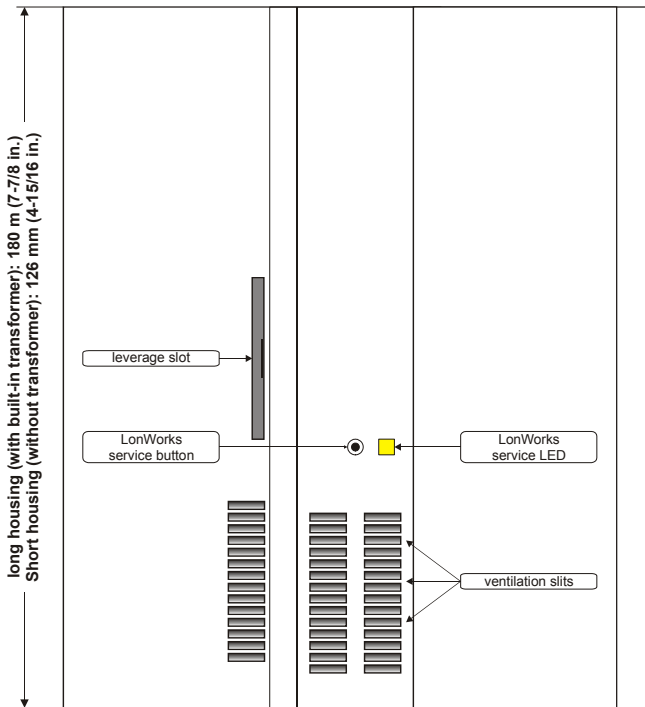 long housing (with built-in transformer): 180 m (7-7/8 in.)
Short housing (without transformer): 126 mm (4-15/16 in.)
leverage slot
LonWorks
service button
LonWorks
service LED
ventilation slits